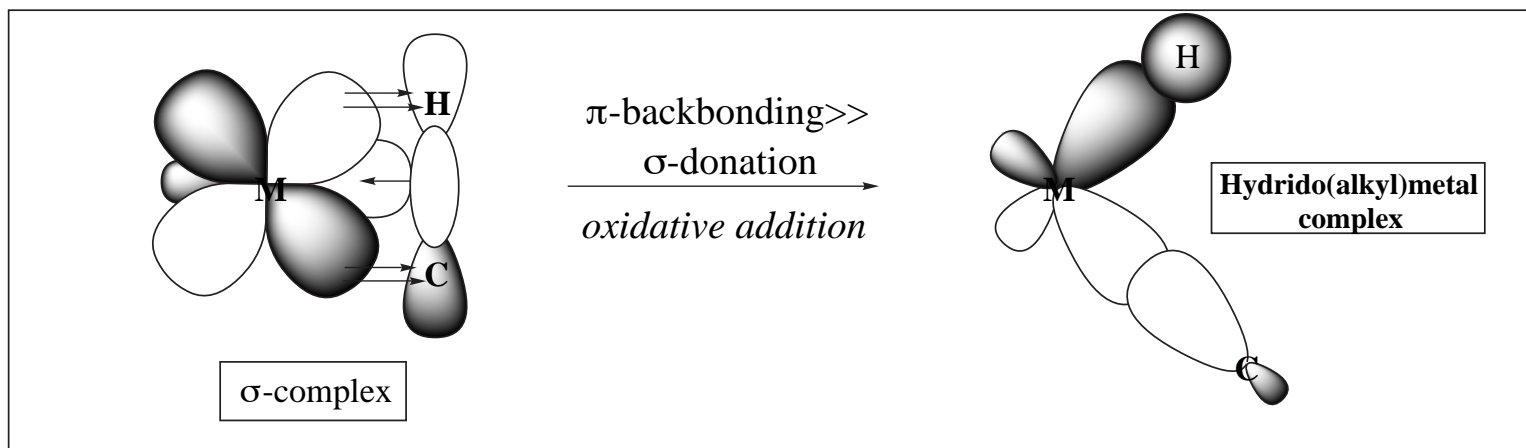 H
M
C
σ-complex
π-backbonding>>
σ-donation
oxidative addition
H
M
C
Hydrido(alkyl)metal
complex